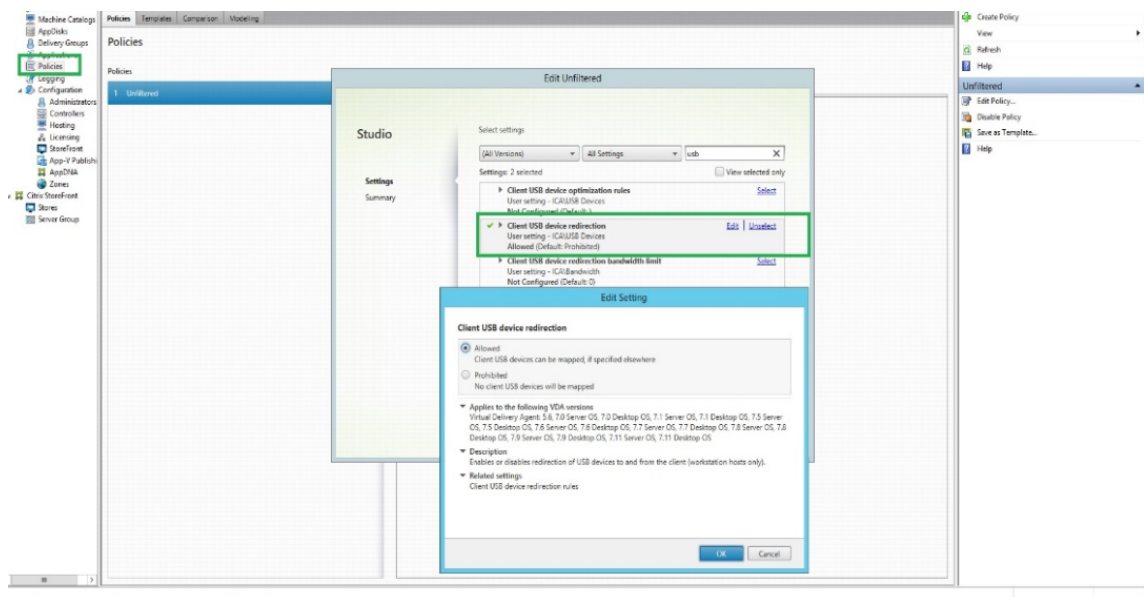 Machine Catalogs
AppDisks
Delivery Groups
Applications
Policies
Logging
Configuration
Administrators
Controllers
Hosting
Licensing
StoreFront
App-V Publishi
AppDNA
Zones
Citrix StoreFront
Stores
Server Group
Policies Templates Comparison Modeling
Policies
Policies
1 Unfiltered
Edit Unfiltered
Studio
Settings
Summary
Select settings
(All Versions) All Settings usb X
Settings: 2 selected View selected only
Client USB device optimization rules Select
User setting - ICA\USB Devices
Not Configured (Default: )
Client USB device redirection Edit | Unselect
User setting - ICA\USB Devices
Allowed (Default: Prohibited)
Client USB device redirection bandwidth limit Select
User setting - ICA\Bandwidth
Not Configured (Default: 0)
Edit Setting
Client USB device redirection
Allowed
Client USB devices can be mapped, if specified elsewhere
Prohibited
No client USB devices will be mapped
Applies to the following VDA versions
Virtual Delivery Agent: 5.6, 7.0 Server OS, 7.0 Desktop OS, 7.1 Server OS, 7.1 Desktop OS, 7.5 Server
OS, 7.5 Desktop OS, 7.6 Server OS, 7.6 Desktop OS, 7.7 Server OS, 7.7 Desktop OS, 7.8 Server OS, 7.8
Desktop OS, 7.9 Server OS, 7.9 Desktop OS, 7.11 Server OS, 7.11 Desktop OS
Description
Enables or disables redirection of USB devices to and from the client (workstation hosts only).
Related settings
Client USB device redirection rules
OK Cancel
Create Policy
View
Refresh
Help
Unfiltered
Edit Policy...
Disable Policy
Save as Template...
Help